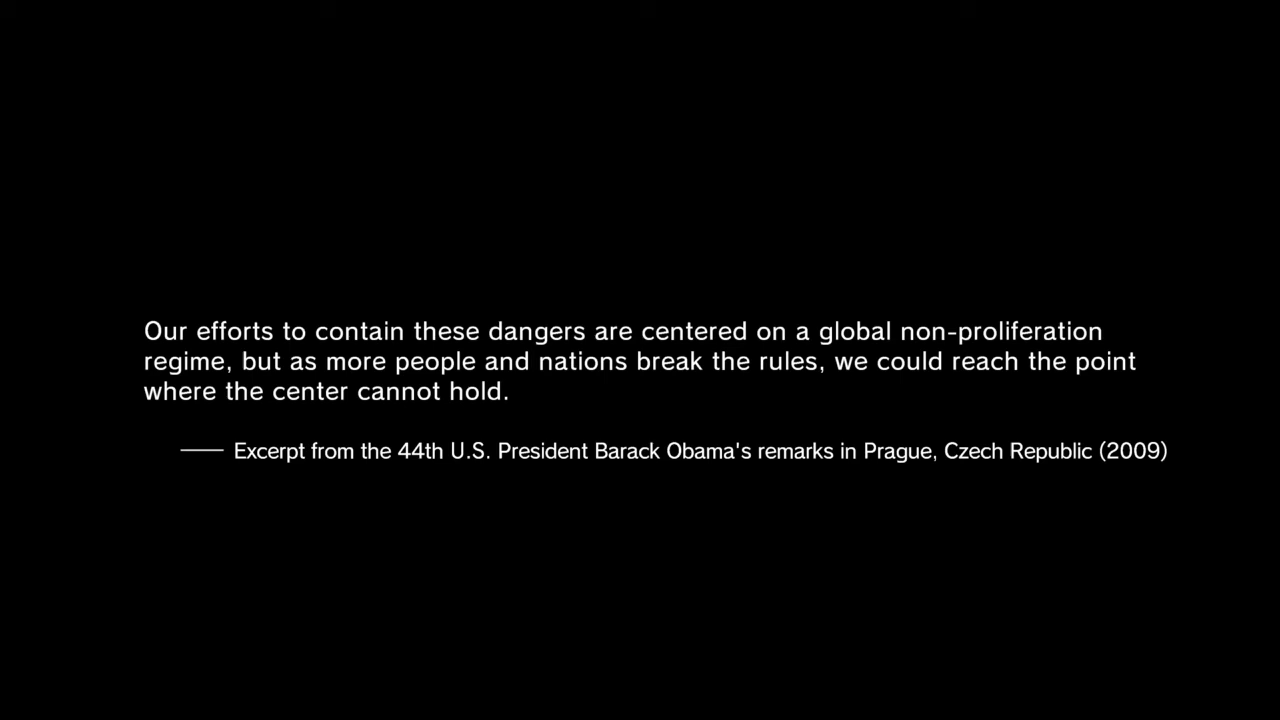 Our efforts to contain these dangers are centered on a global non-proliferation
regime, but as more people and nations break the rules, we could reach the point
where the center cannot hold.
—— Excerpt from the 44th U.S. President Barack Obama's remarks in Prague, Czech Republic (2009)